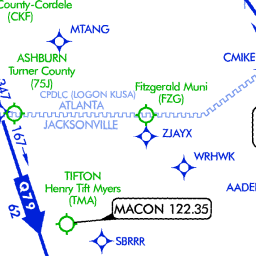 County-Cordele
(CKF)
MTANG
ASHBURN
Turner County
(75J)
CMIKE
Fitzgerald Muni
(FZG)
CPDLC (LOGON KUSA)
ATLANTA
JACKSONVILLE
347
167
ZJAYX
WRHWK
AADE
Q79
62
TIFTON
Henry Tift Myers
(TMA)
MACON 122.35
SBRRR